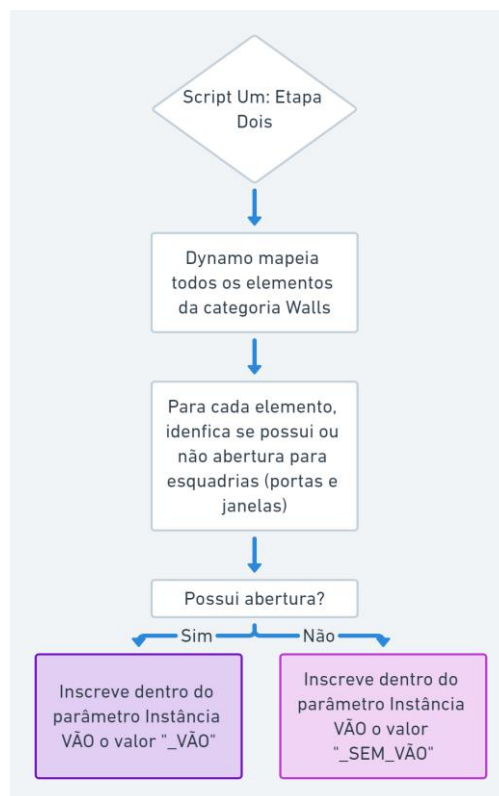 Script Um: Etapa
Dois
Dynamo mapeia
todos os elementos
da categoria Walls
Para cada elemento,
idenfica se possui ou
não abertura para
esquadrias (portas e
janelas)
Possui abertura?
Sim
Não
Inscreve dentro do
parâmetro Instância
VÃO o valor "_VÃO"
Inscreve dentro do
parâmetro Instância
VÃO o valor
"_SEM_VÃO"